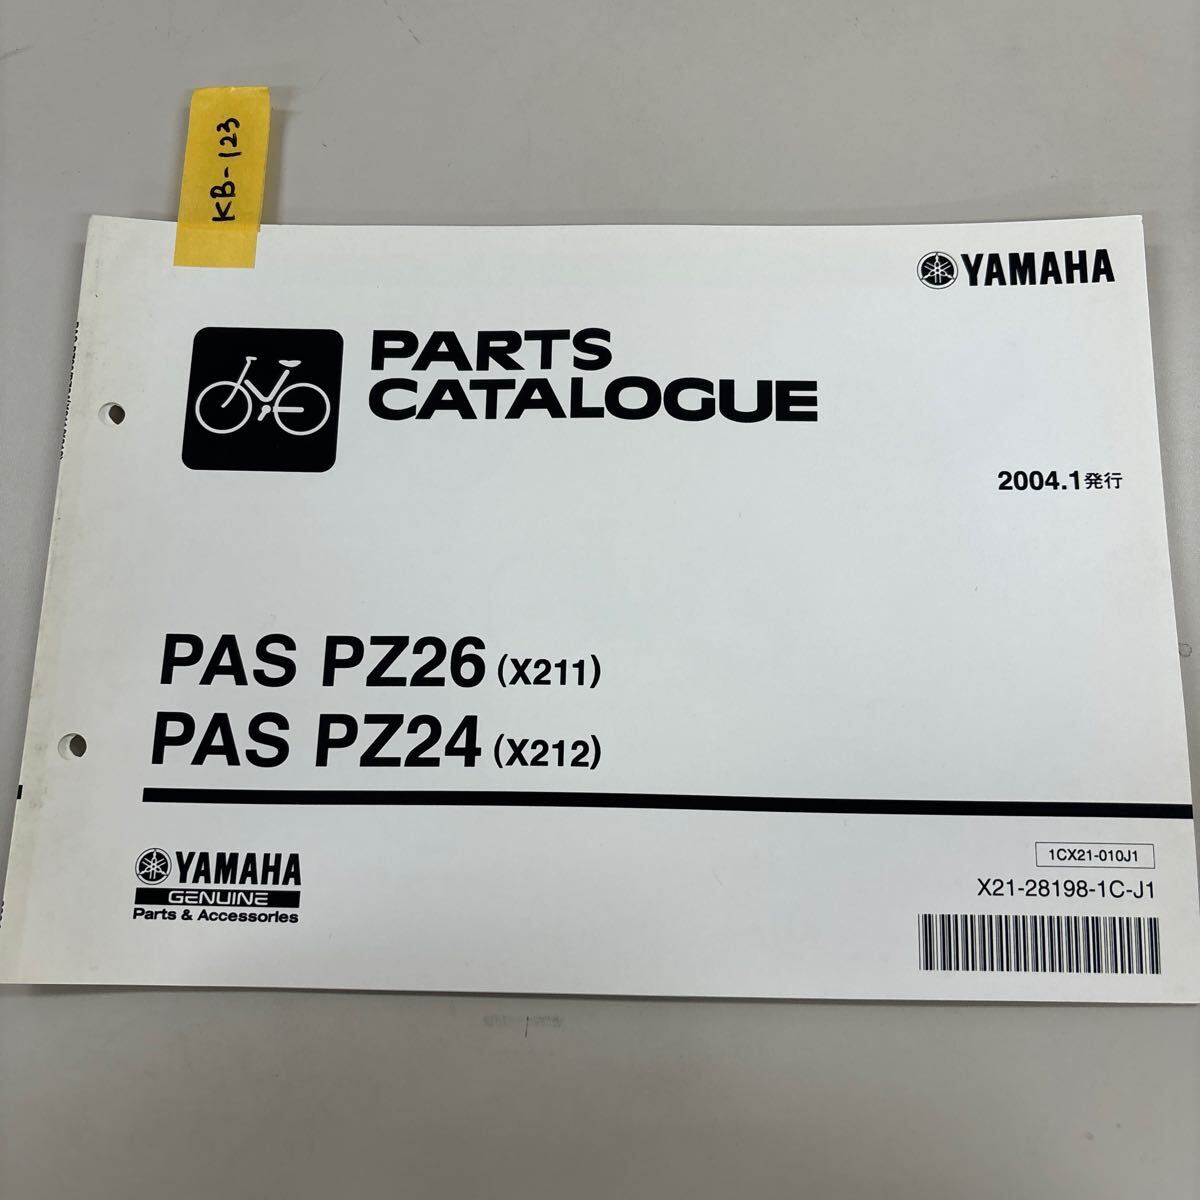 KB-123
YAMAHA
PARTS
CATALOGUE
2004.1発行
PAS PZ26 (X211)
PAS PZ24 (X212)
YAMAHA
GENUINE
Parts & Accessories
1CX21-010J1
X21-28198-1C-J1